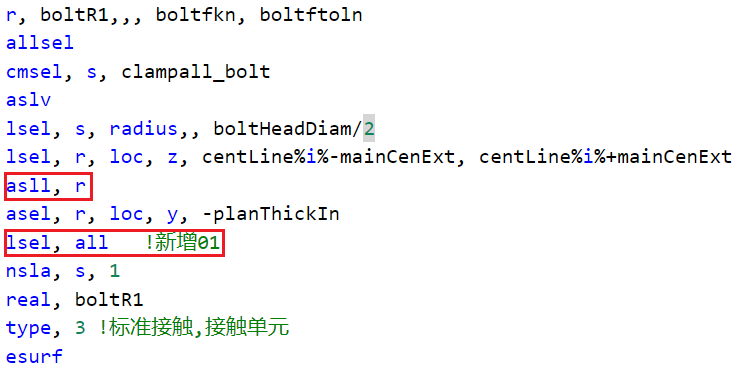 r, boltR1,,, boltfkn, boltftoln
allsel
cmsel, s, clampall_bolt
aslv
lsel, s, radius,, boltHeadDiam/2
lsel, r, loc, z, centLine%i%-mainCenExt, centLine%i%+mainCenExt
asll, r
asel, r, loc, y, -planThickIn
lsel, all   !新增01
nsla, s, 1
real, boltR1
type, 3 !标准接触,接触单元
esurf